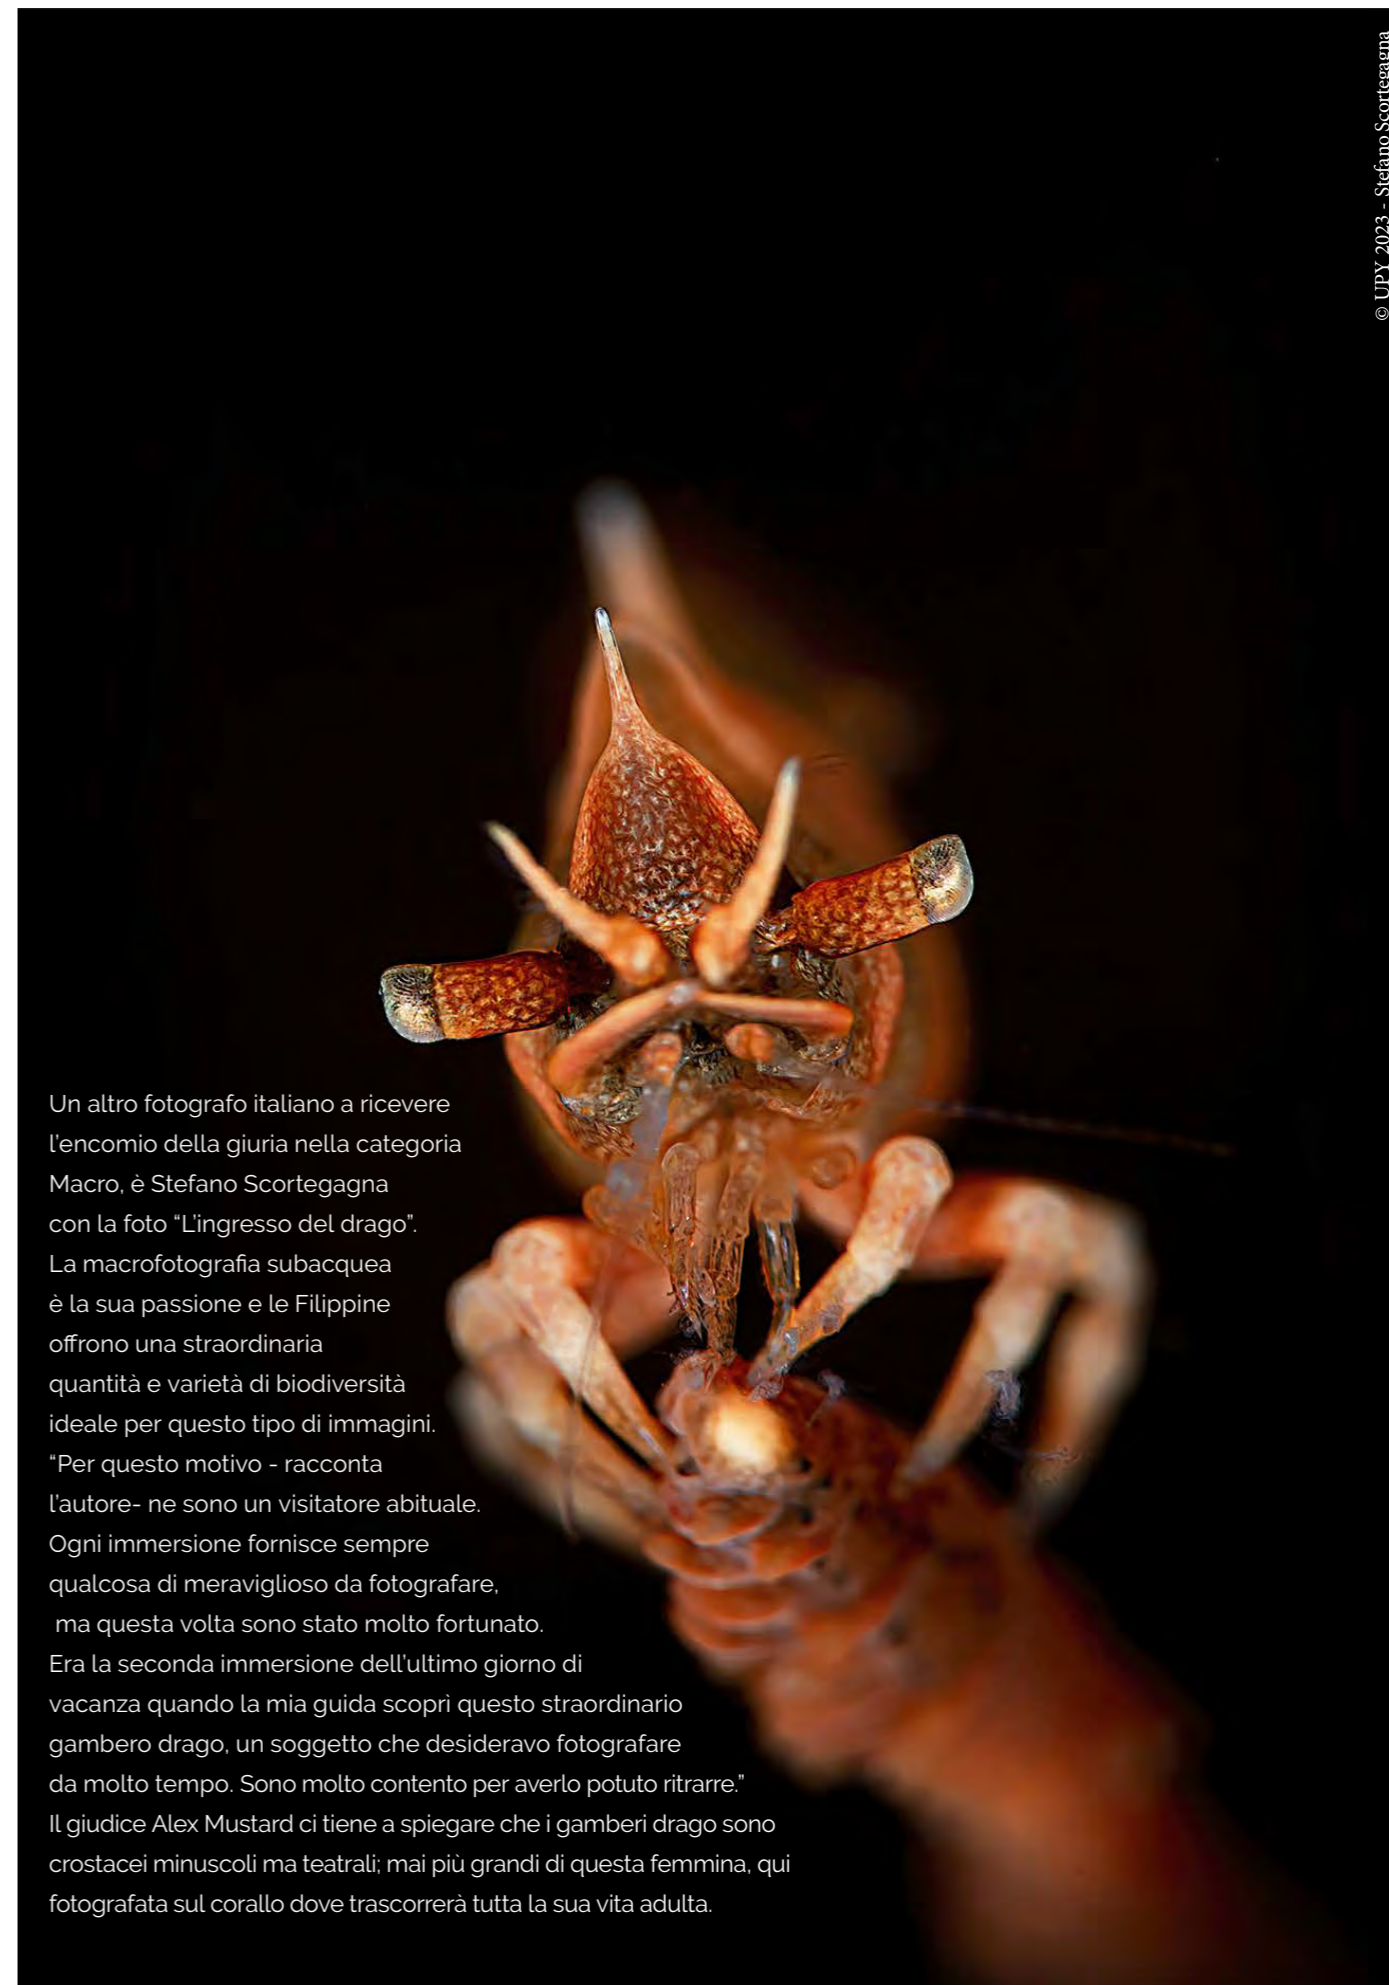 © UPY 2023 - Stefano Scortegagna
Un altro fotografo italiano a ricevere
l'encomio della giuria nella categoria
Macro, è Stefano Scortegagna
con la foto “L'ingresso del drago”.
La macrofotografia subacquea
è la sua passione e le Filippine
offrono una straordinaria
quantità e varietà di biodiversità
ideale per questo tipo di immagini.
“Per questo motivo - racconta
l'autore- ne sono un visitatore abituale.
Ogni immersione fornisce sempre
qualcosa di meraviglioso da fotografare,
ma questa volta sono stato molto fortunato.
Era la seconda immersione dell'ultimo giorno di
vacanza quando la mia guida scoprì questo straordinario
gambero drago, un soggetto che desideravo fotografare
da molto tempo. Sono molto contento per averlo potuto ritrarre.”
Il giudice Alex Mustard ci tiene a spiegare che i gamberi drago sono
crostacei minuscoli ma teatrali; mai più grandi di questa femmina, qui
fotografata sul corallo dove trascorrerà tutta la sua vita adulta.